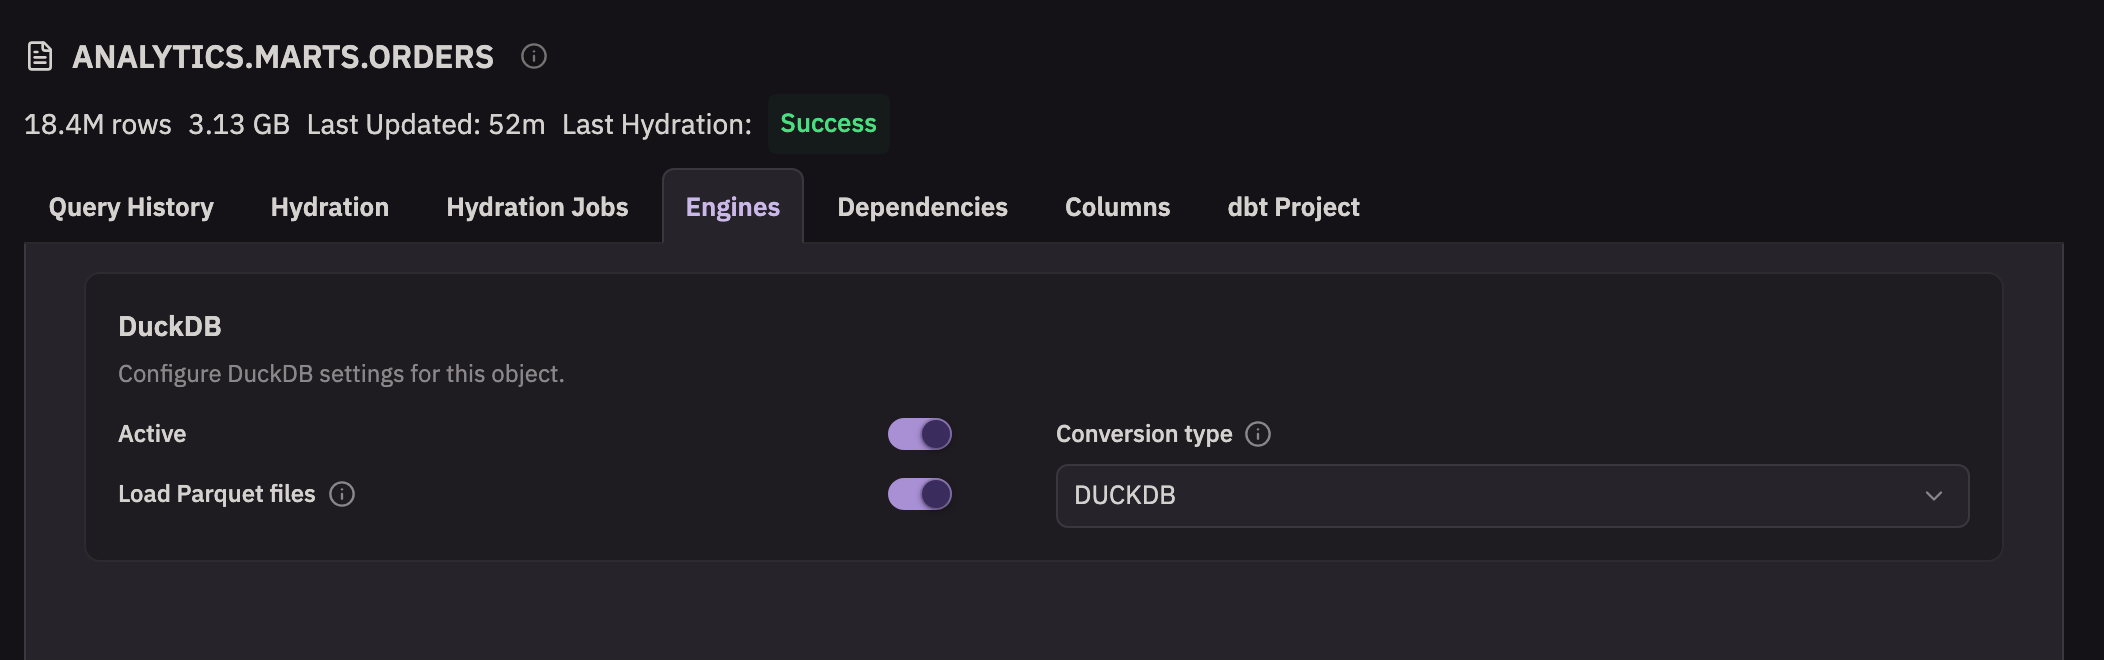 ANALYTICS.MARTS.ORDERS
18.4M rows 3.13 GB Last Updated: 52m Last Hydration: Success
Query History Hydration Hydration Jobs Engines Dependencies Columns dbt Project
DuckDB
Configure DuckDB settings for this object.
Active
Conversion type
Load Parquet files
DUCKDB